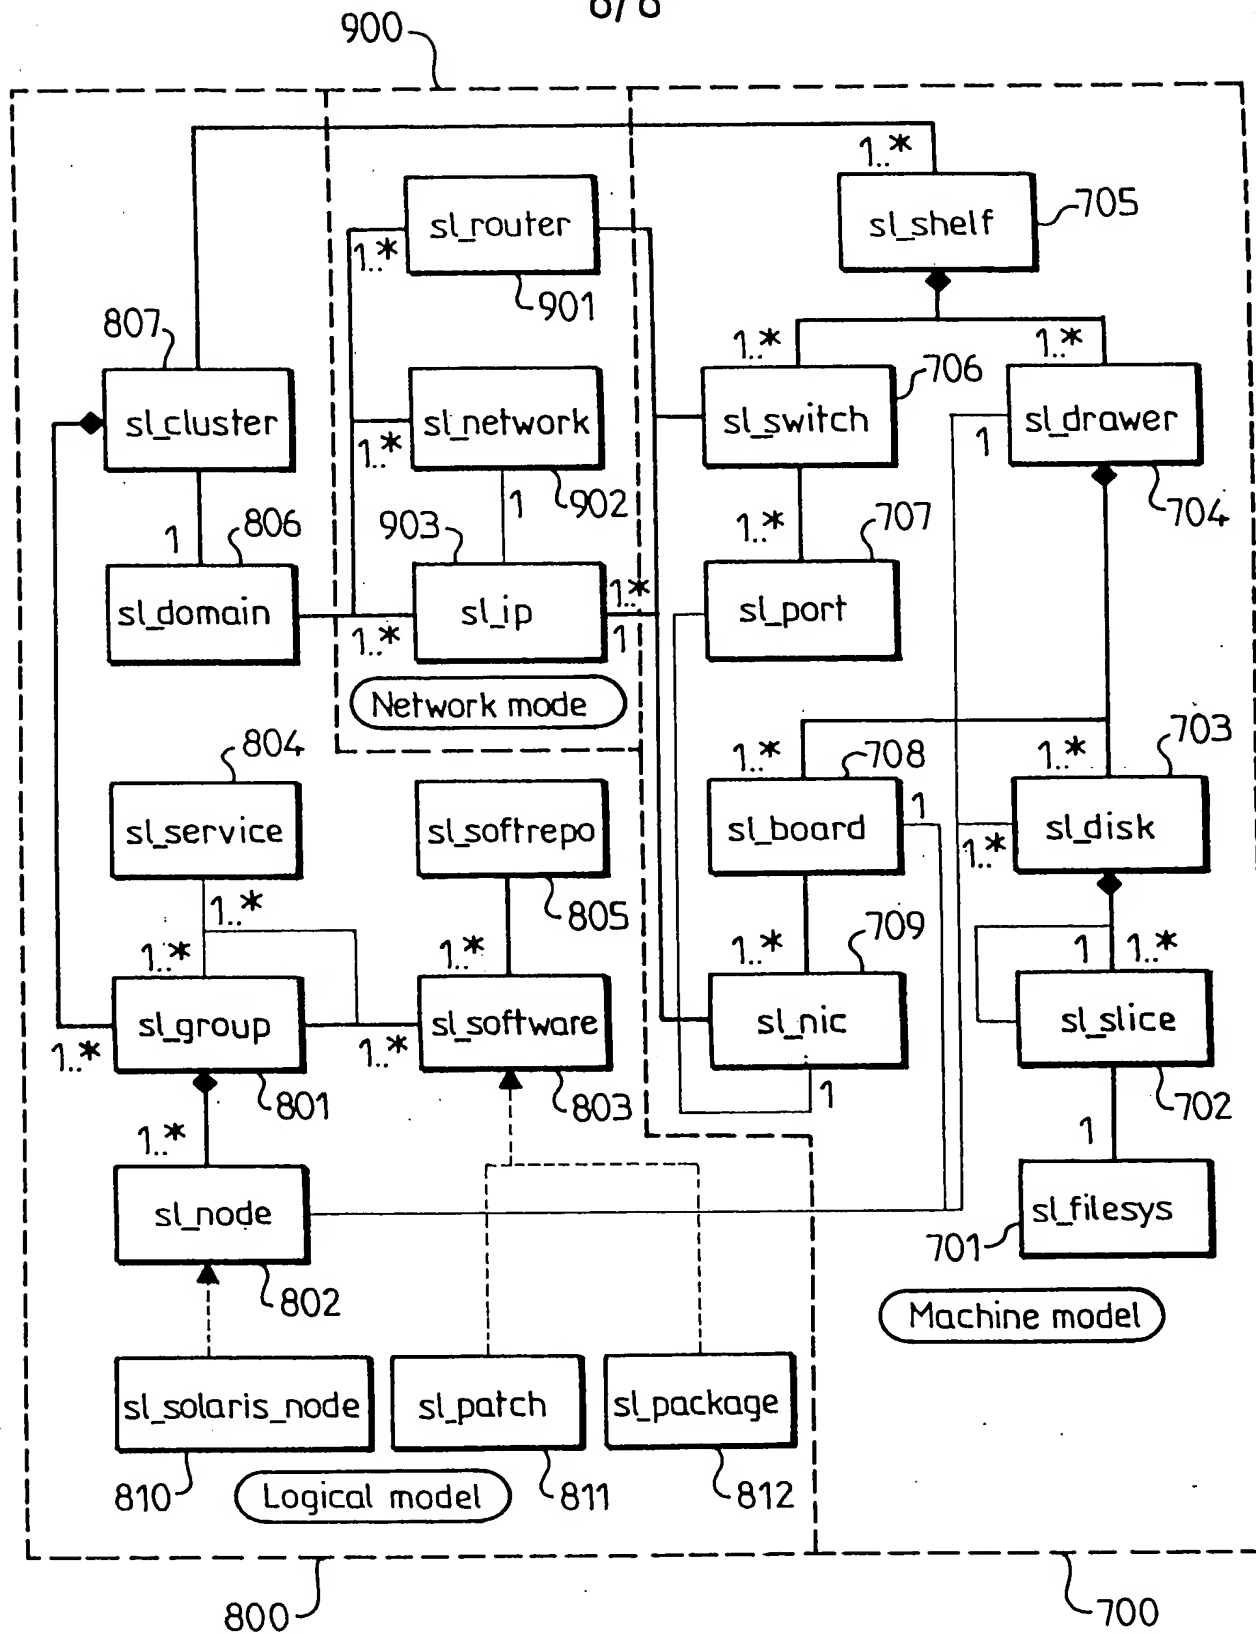 8/8
900
1..*
sl_router
sl_shelf
705
1..*
901
807
1..*
1..*
706
sl_cluster
sl_network
sl_switch
sl_drawer
1..*
1
1
902
704
1
806
903
1..*
707
sl_domain
sl_ip
1..*
sl_port
1..*
1
Network mode
804
708
703
1..*
1..*
sl_service
sl_softrepo
sl_board
1
sl_disk
1..*
1..*
805
709
1..*
1..*
1..*
1
1..*
sl_group
sl_software
sl_nic
sl_slice
1..*
1..*
801
803
1
702
1..*
1
sl_node
sl_filesys
701
802
Machine model
sl_solaris_node
sl_patch
sl_package
810
Logical model
811
812
800
700